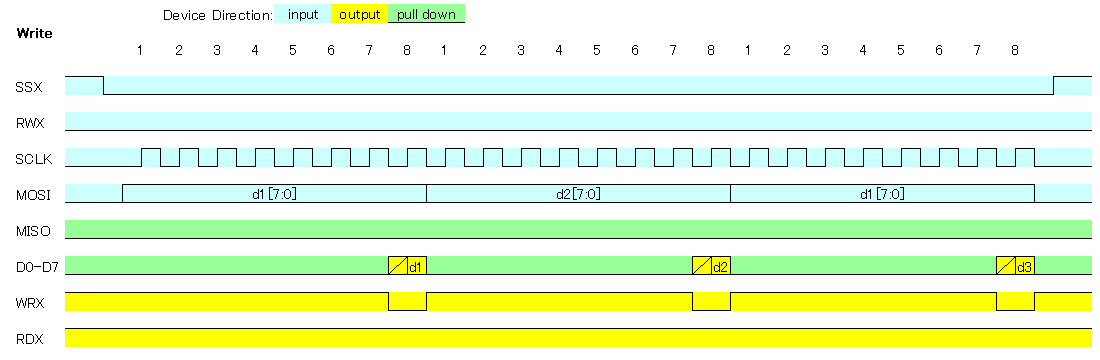 Device Direction: input output pull down
Write
1 2 3 4 5 6 7 8 1 2 3 4 5 6 7 8 1 2 3 4 5 6 7 8
SSX
RWX
SCLK
MOSI d1[7:0] d2[7:0] d1[7:0]
MISO
D0-D7 d1 d2 d3
WRX
RDX